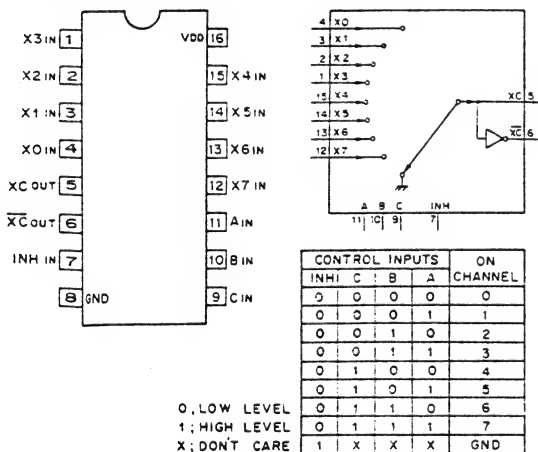 X3 IN 1
VDD 16
X2 IN 2
15 X4 IN
X1 IN 3
14 X5 IN
X0 IN 4
13 X6 IN
XC OUT 5
12 X7 IN
X̅C̅ OUT 6
11 A IN
INH IN 7
10 B IN
8 GND
9 C IN
4 X0
3 X1
2 X2
1 X3
15 X4
14 X5
13 X6
12 X7
XC 5
X̅C̅ 6
A B C INH
11 10 9 7
CONTROL INPUTS ON CHANNEL
INH C B A
0 0 0 0 0
0 0 0 1 1
0 0 1 0 2
0 0 1 1 3
0 1 0 0 4
0 1 0 1 5
0 1 1 0 6
0 1 1 1 7
1 X X X GND
0; LOW LEVEL
1; HIGH LEVEL
X; DON'T CARE